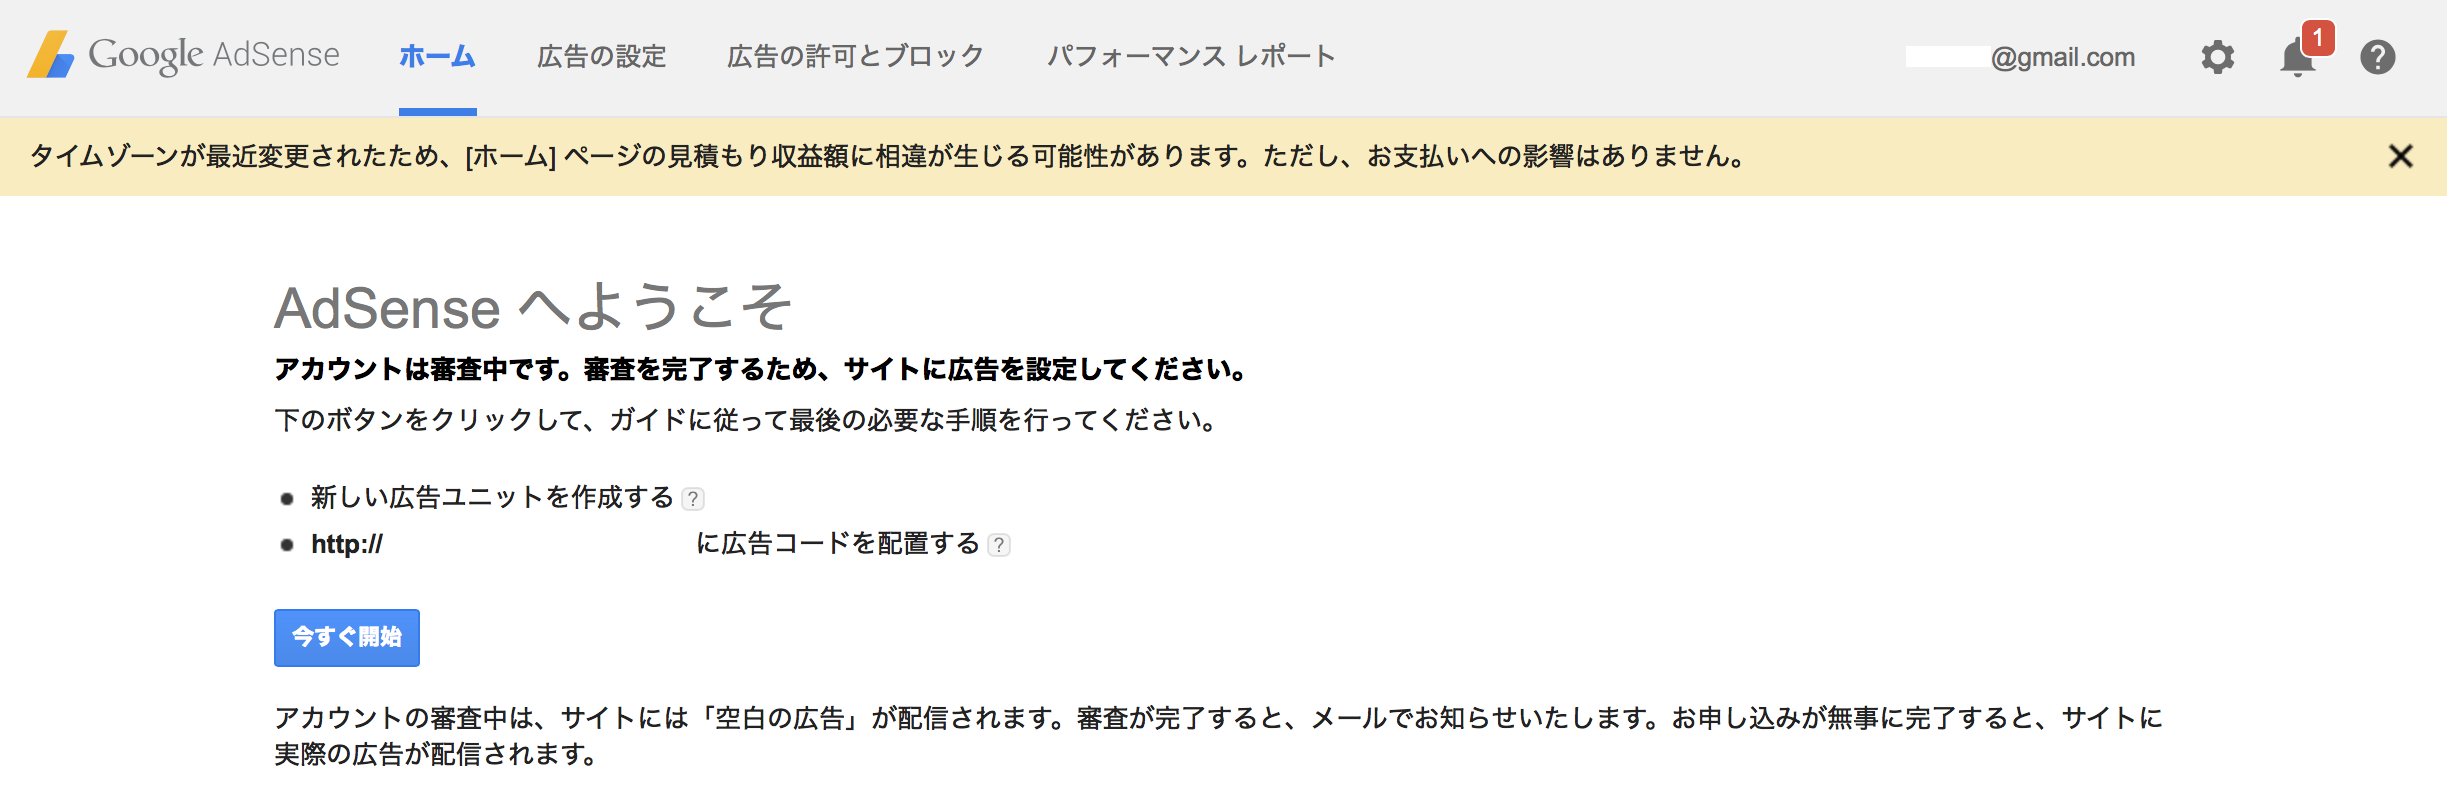 Google AdSense ホーム 広告の設定 広告の許可とブロック パフォーマンス レポート @gmail.com 1 ?
タイムゾーンが最近変更されたため、[ホーム] ページの見積もり収益額に相違が生じる可能性があります。ただし、お支払いへの影響はありません。 ×
AdSense へようこそ
アカウントは審査中です。審査を完了するため、サイトに広告を設定してください。
下のボタンをクリックして、ガイドに従って最後の必要な手順を行ってください。
● 新しい広告ユニットを作成する ?
● http:// に広告コードを配置する ?
今すぐ開始
アカウントの審査中は、サイトには「空白の広告」が配信されます。審査が完了すると、メールでお知らせいたします。お申し込みが無事に完了すると、サイトに
実際の広告が配信されます。